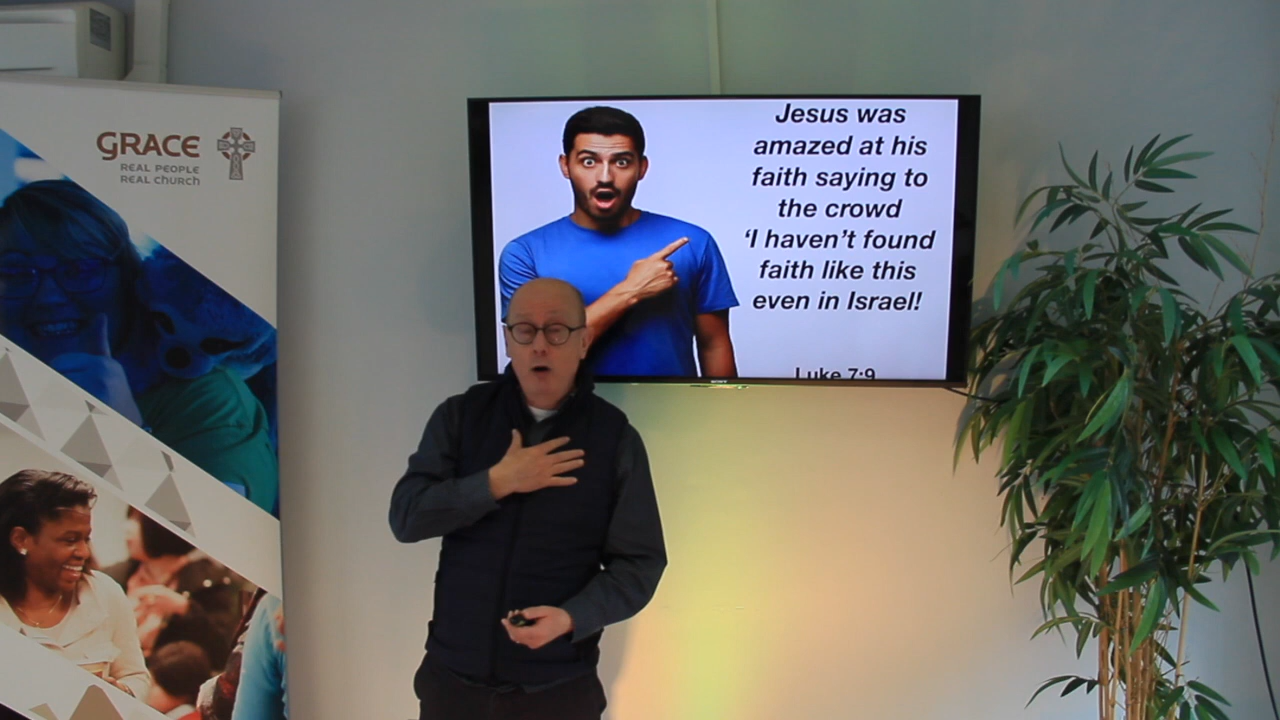 GRACE
REAL PEOPLE
REAL CHURCH
Jesus was
amazed at his
faith saying to
the crowd
‘I haven’t found
faith like this
even in Israel!
Luke 7:9
SONY